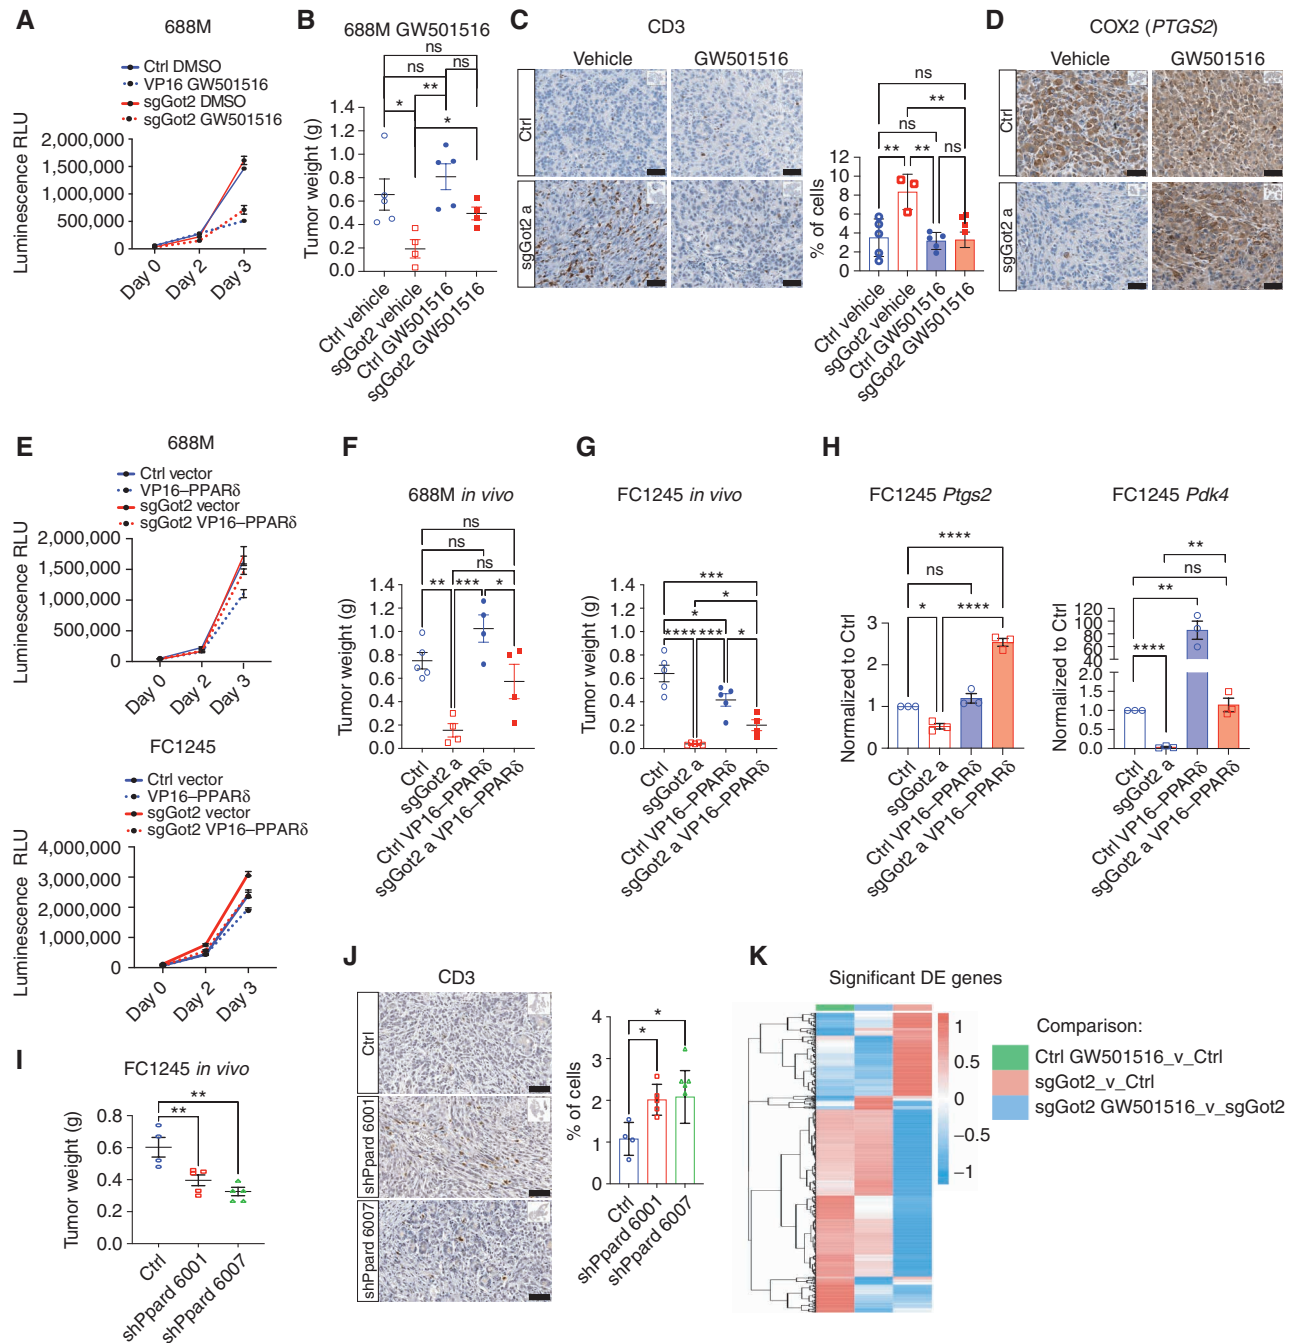 A
688M
Ctrl DMSO
VP16 GW501516
sgGot2 DMSO
sgGot2 GW501516
Luminescence RLU
2,000,000
1,500,000
1,000,000
500,000
0
Day 0
Day 2
Day 3
B
688M GW501516
ns
ns
ns
**
*
*
Tumor weight (g)
1.4
1.2
1.0
0.8
0.6
0.4
0.2
0.0
Ctrl vehicle
sgGot2 vehicle
Ctrl GW501516
sgGot2 GW501516
C
CD3
Vehicle
GW501516
Ctrl
sgGot2 a
ns
**
ns
**
**
ns
% of cells
12
10
8
6
4
2
0
Ctrl vehicle
sgGot2 vehicle
Ctrl GW501516
sgGot2 GW501516
D
COX2 (PTGS2)
Vehicle
GW501516
Ctrl
sgGot2 a
E
688M
Ctrl vector
VP16–PPARδ
sgGot2 vector
sgGot2 VP16–PPARδ
Luminescence RLU
2,000,000
1,500,000
1,000,000
500,000
0
Day 0
Day 2
Day 3
FC1245
Ctrl vector
VP16–PPARδ
sgGot2 vector
sgGot2 VP16–PPARδ
Luminescence RLU
4,000,000
3,000,000
2,000,000
1,000,000
0
Day 0
Day 2
Day 3
F
688M in vivo
ns
ns
ns
**
***
*
Tumor weight (g)
1.4
1.2
1.0
0.8
0.6
0.4
0.2
0.0
Ctrl
sgGot2 a
Ctrl VP16–PPARδ
sgGot2 a VP16–PPARδ
G
FC1245 in vivo
***
*
*
****
***
*
Tumor weight (g)
1.4
1.2
1.0
0.8
0.6
0.4
0.2
0.0
Ctrl
sgGot2 a
Ctrl VP16–PPARδ
sgGot2 a VP16–PPARδ
H
FC1245 Ptgs2
****
ns
*
****
Normalized to Ctrl
3
2
1
0
Ctrl
sgGot2 a
Ctrl VP16–PPARδ
sgGot2 a VP16–PPARδ
FC1245 Pdk4
**
ns
**
****
Normalized to Ctrl
120
100
80
60
40
1.5
1.0
0.5
0.0
Ctrl
sgGot2 a
Ctrl VP16–PPARδ
sgGot2 a VP16–PPARδ
I
FC1245 in vivo
**
**
Tumor weight (g)
0.8
0.6
0.4
0.2
0.0
Ctrl
shPpard 6001
shPpard 6007
J
CD3
Ctrl
shPpard 6001
shPpard 6007
*
*
% of cells
4
3
2
1
0
Ctrl
shPpard 6001
shPpard 6007
K
Significant DE genes
1
0.5
0
−0.5
−1
Comparison:
Ctrl GW501516_v_Ctrl
sgGot2_v_Ctrl
sgGot2 GW501516_v_sgGot2